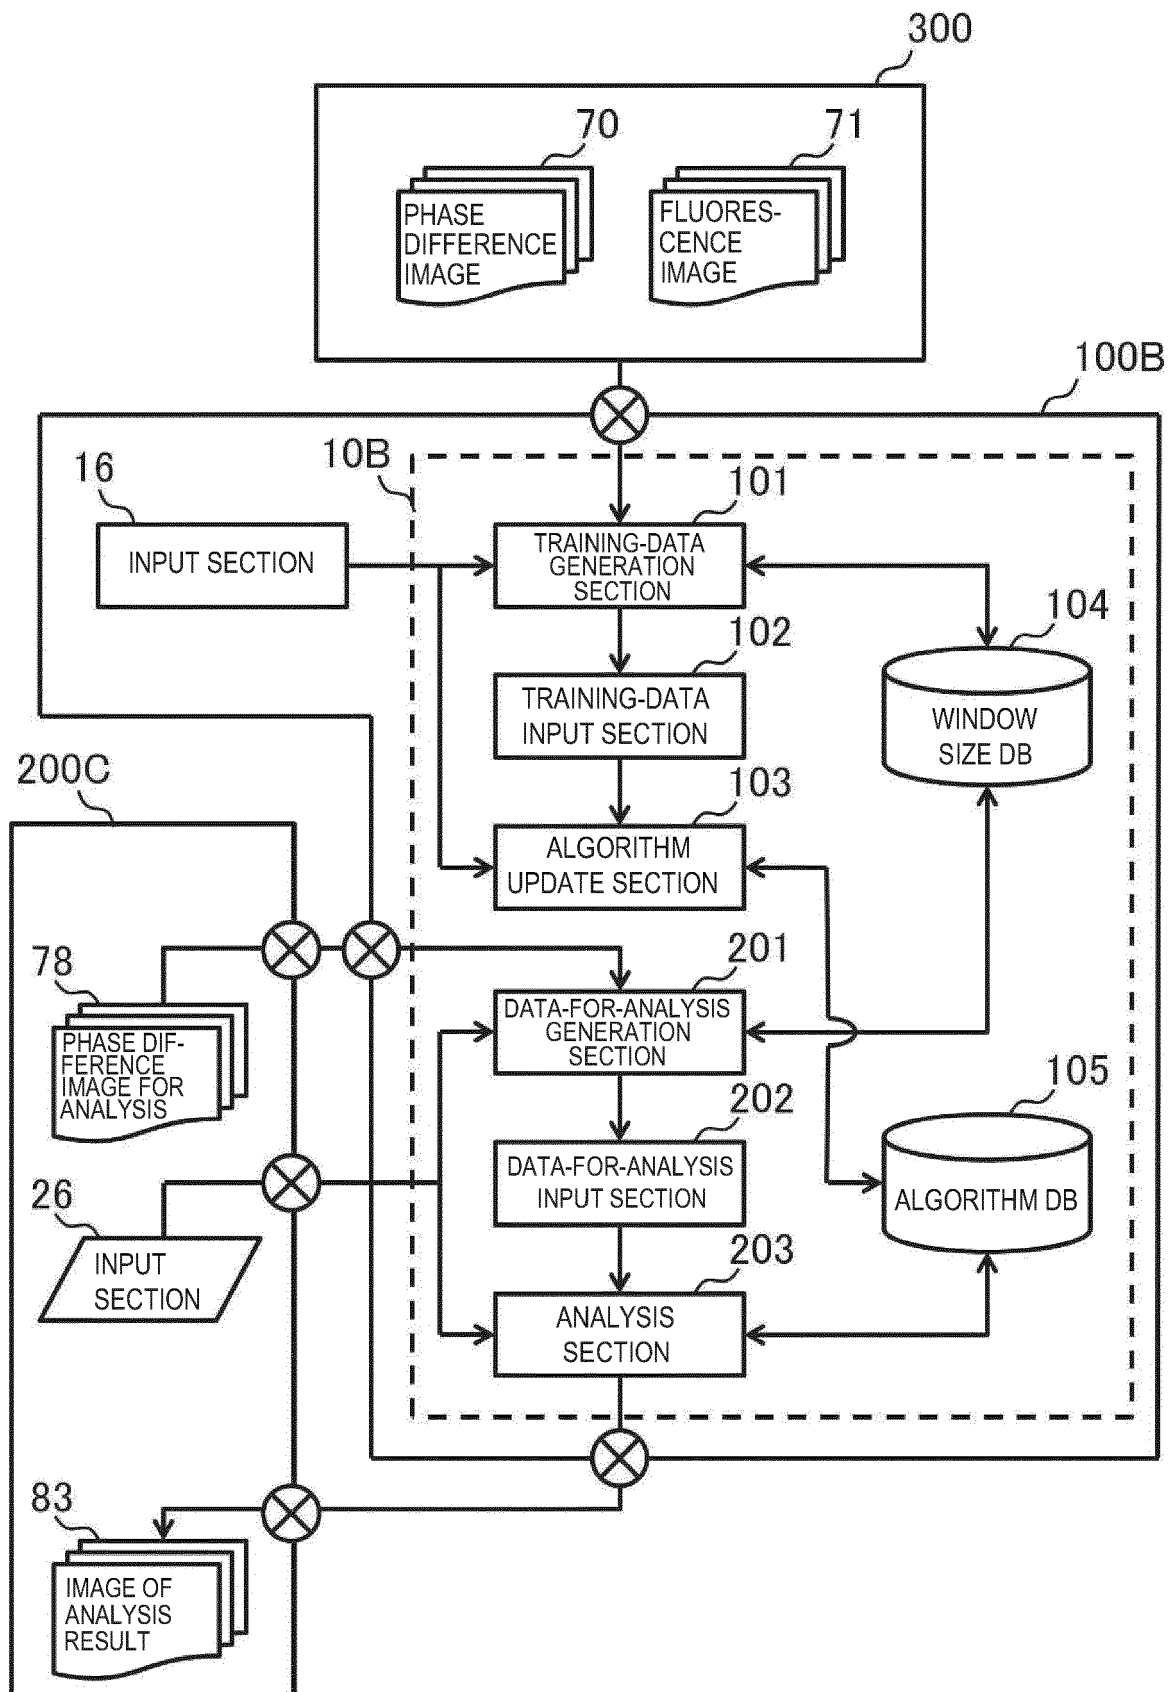 300
70
71
PHASE
DIFFERENCE
IMAGE
FLUORES-
CENCE
IMAGE
100B
10B
16
INPUT SECTION
101
TRAINING-DATA
GENERATION
SECTION
102
TRAINING-DATA
INPUT SECTION
104
WINDOW
SIZE DB
103
ALGORITHM
UPDATE SECTION
200C
78
PHASE DIF-
FERENCE
IMAGE FOR
ANALYSIS
201
DATA-FOR-ANALYSIS
GENERATION
SECTION
202
DATA-FOR-ANALYSIS
INPUT SECTION
105
ALGORITHM DB
26
INPUT
SECTION
203
ANALYSIS
SECTION
83
IMAGE OF
ANALYSIS
RESULT